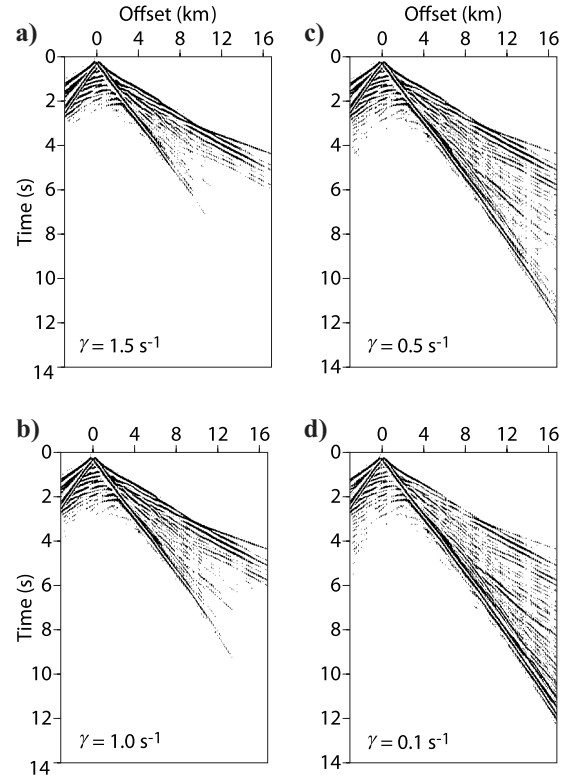 Offset (km)
a)
0 4 8 12 16
0
2
4
6
8
10
12
14
Time (s)
γ = 1.5 s-1
Offset (km)
c)
0 4 8 12 16
0
2
4
6
8
10
12
14
γ = 0.5 s-1
b)
0 4 8 12 16
0
2
4
6
8
10
12
14
Time (s)
γ = 1.0 s-1
d)
0 4 8 12 16
0
2
4
6
8
10
12
14
γ = 0.1 s-1